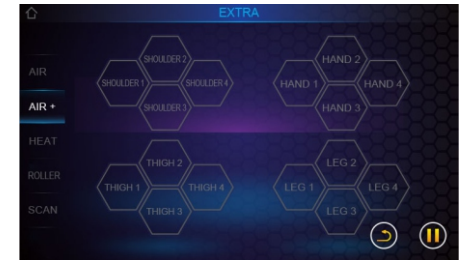 EXTRA
AIR
AIR +
HEAT
ROLLER
SCAN
SHOULDER 2
SHOULDER 1
SHOULDER 4
SHOULDER 3
HAND 2
HAND 1
HAND 4
HAND 3
THIGH 2
THIGH 1
THIGH 4
THIGH 3
LEG 2
LEG 1
LEG 4
LEG 3